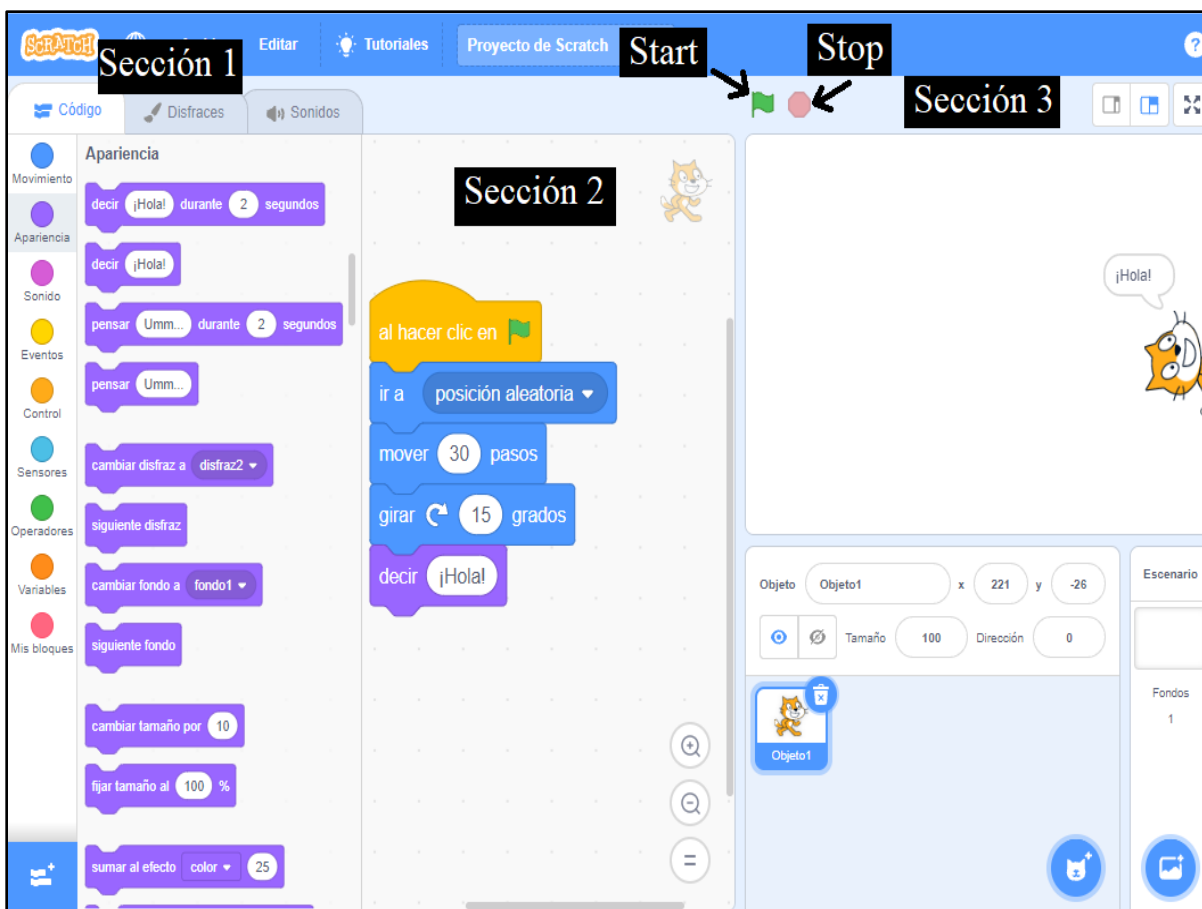 SCRATCH
Editar
Tutoriales
Proyecto de Scratch
Sección 1
Start
Stop
Sección 3
?
Código
Disfraces
Sonidos
Movimiento
Apariencia
Sonido
Eventos
Control
Sensores
Operadores
Variables
Mis bloques
Apariencia
decir ¡Hola! durante 2 segundos
decir ¡Hola!
pensar Umm... durante 2 segundos
pensar Umm...
cambiar disfraz a disfraz2
siguiente disfraz
cambiar fondo a fondo1
siguiente fondo
cambiar tamaño por 10
fijar tamaño al 100 %
sumar al efecto color 25
Sección 2
al hacer clic en
ir a posición aleatoria
mover 30 pasos
girar 15 grados
decir ¡Hola!
¡Hola!
Objeto Objeto1 x 221 y -26
Tamaño 100 Dirección 0
Objeto1
Escenario
Fondos
1